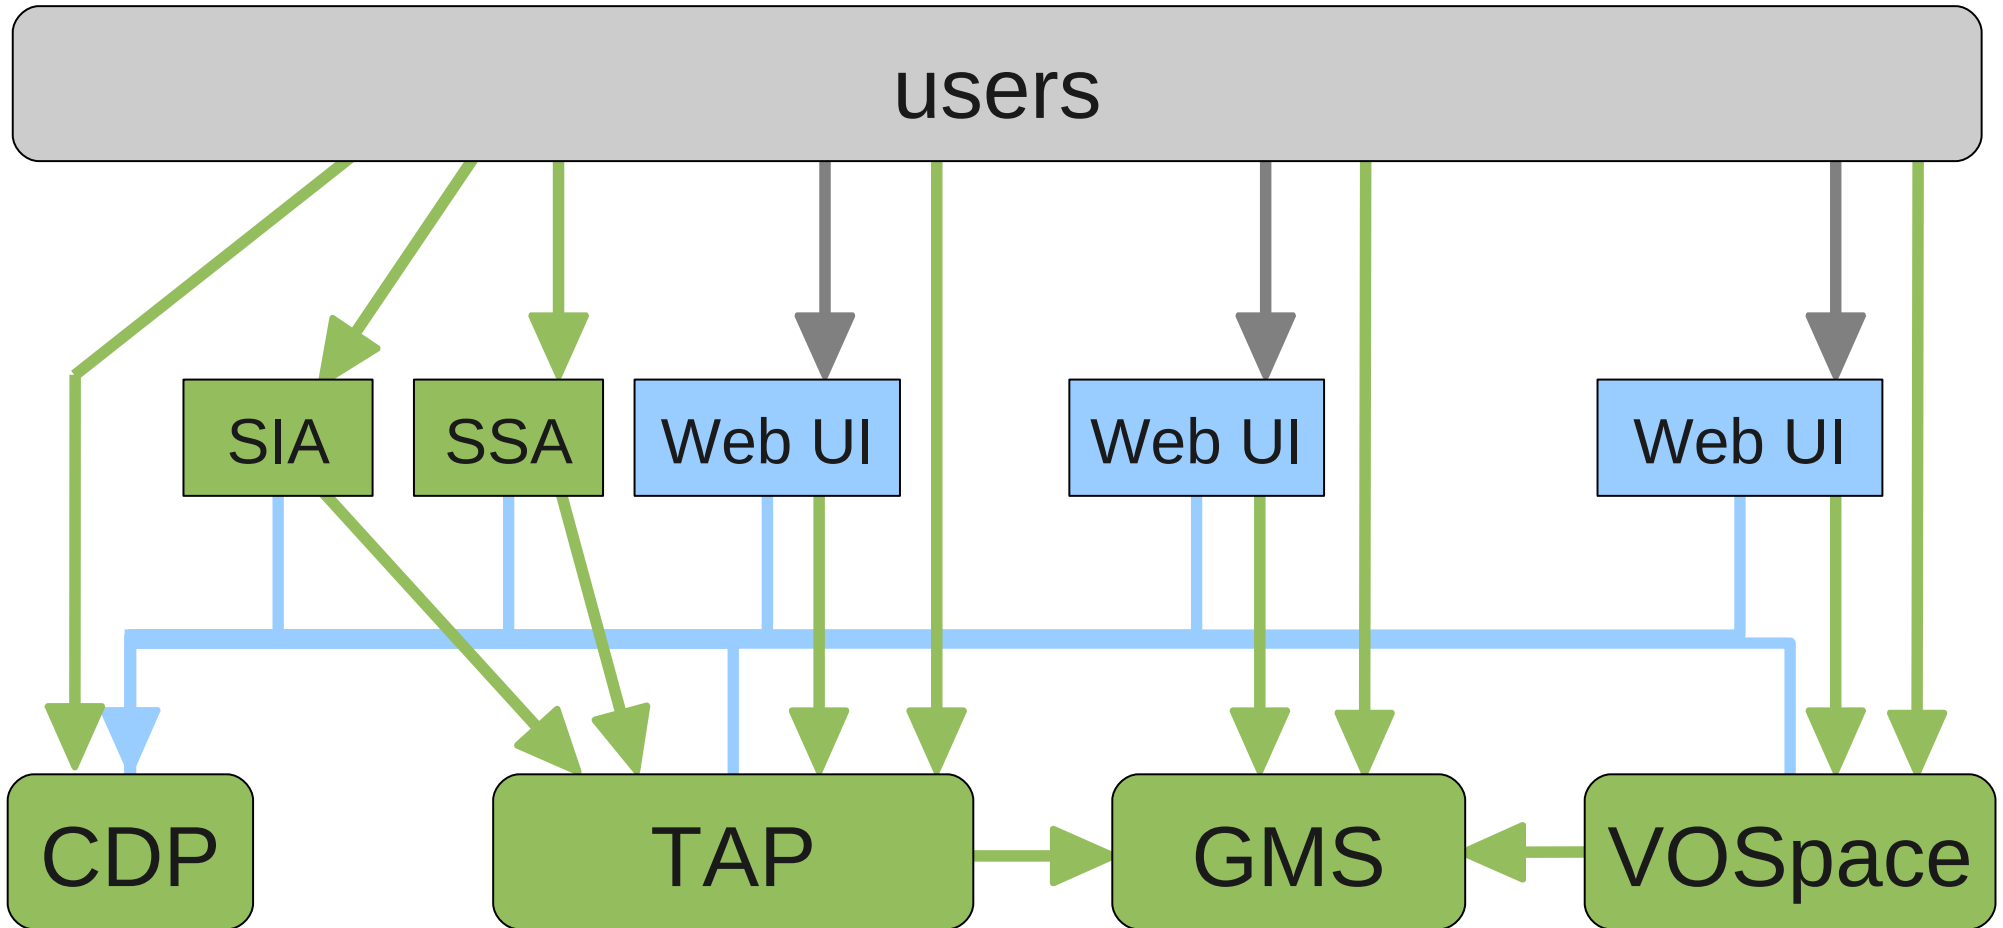 users
SIA
SSA
Web UI
Web UI
Web UI
CDP
TAP
GMS
VOSpace